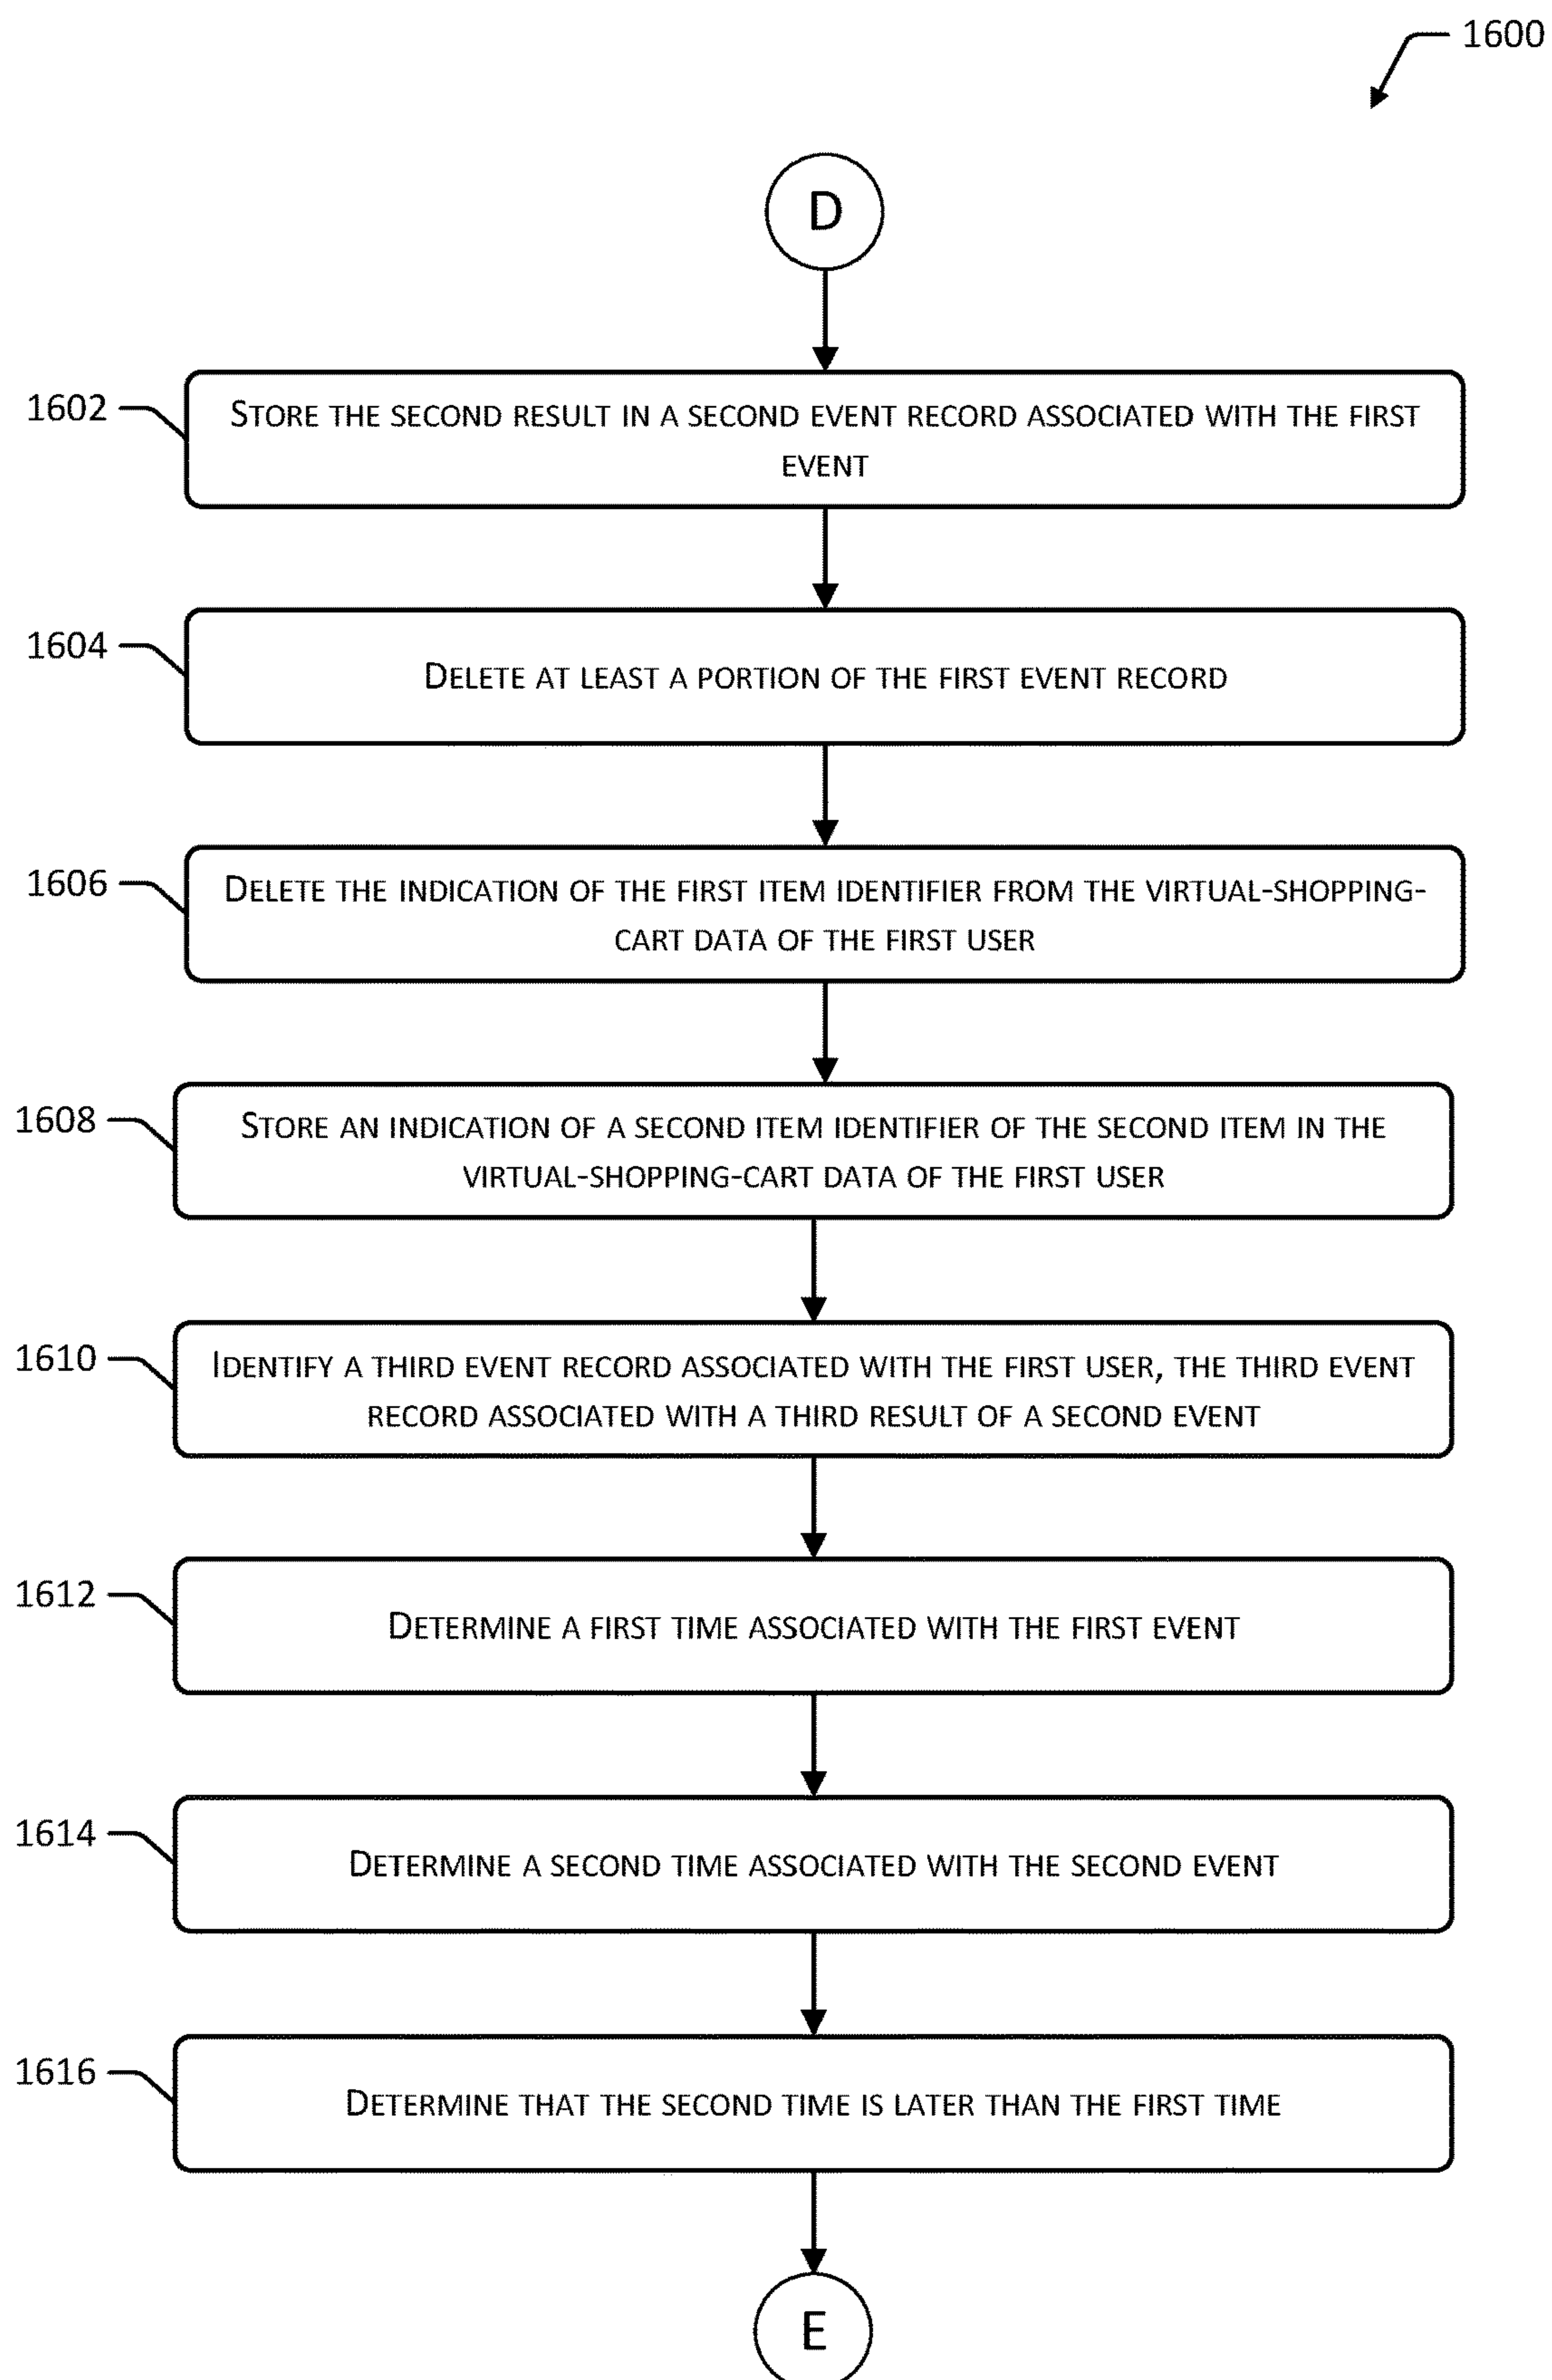 1600
D
1602
STORE THE SECOND RESULT IN A SECOND EVENT RECORD ASSOCIATED WITH THE FIRST
EVENT
1604
DELETE AT LEAST A PORTION OF THE FIRST EVENT RECORD
1606
DELETE THE INDICATION OF THE FIRST ITEM IDENTIFIER FROM THE VIRTUAL-SHOPPING-
CART DATA OF THE FIRST USER
1608
STORE AN INDICATION OF A SECOND ITEM IDENTIFIER OF THE SECOND ITEM IN THE
VIRTUAL-SHOPPING-CART DATA OF THE FIRST USER
1610
IDENTIFY A THIRD EVENT RECORD ASSOCIATED WITH THE FIRST USER, THE THIRD EVENT
RECORD ASSOCIATED WITH A THIRD RESULT OF A SECOND EVENT
1612
DETERMINE A FIRST TIME ASSOCIATED WITH THE FIRST EVENT
1614
DETERMINE A SECOND TIME ASSOCIATED WITH THE SECOND EVENT
1616
DETERMINE THAT THE SECOND TIME IS LATER THAN THE FIRST TIME
E